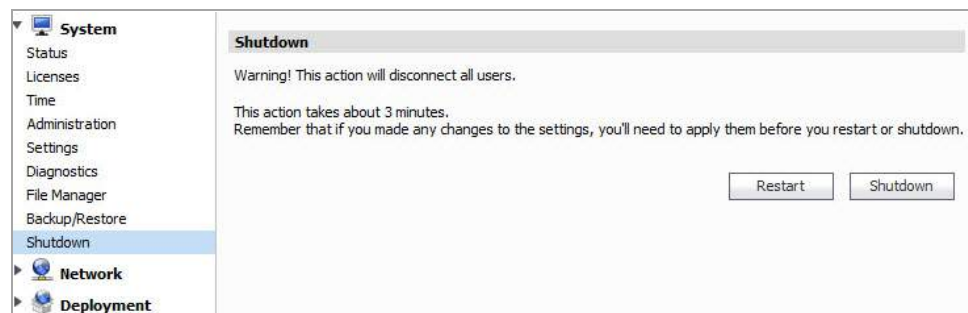 System
Status
Licenses
Time
Administration
Settings
Diagnostics
File Manager
Backup/Restore
Shutdown
Network
Deployment
Shutdown
Warning! This action will disconnect all users.
This action takes about 3 minutes.
Remember that if you made any changes to the settings, you'll need to apply them before you restart or shutdown.
Restart
Shutdown